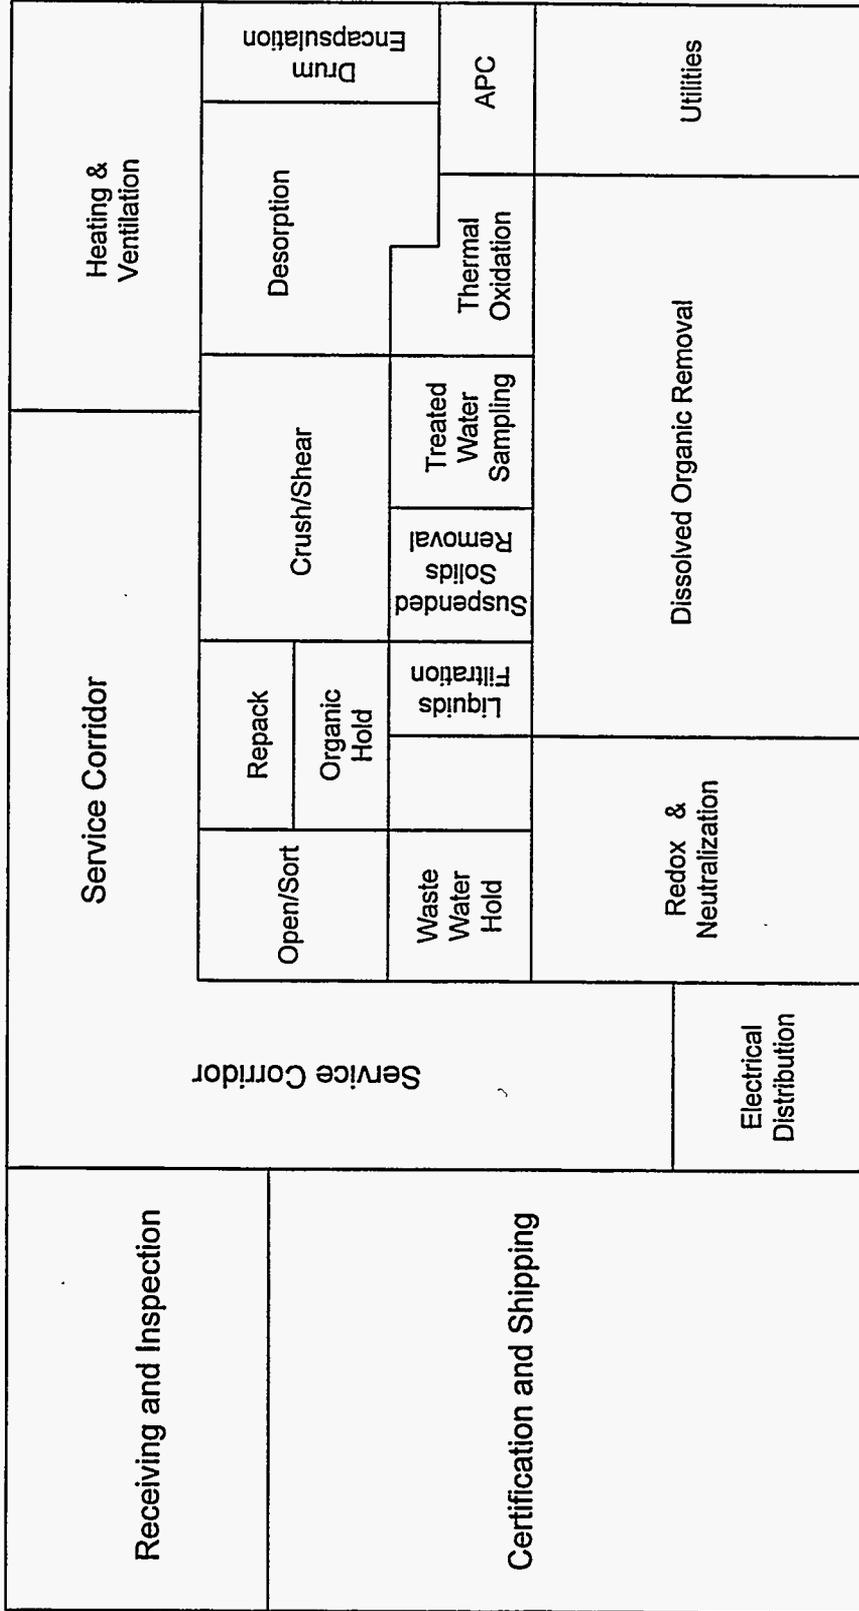 Receiving and Inspection
Certification and Shipping
Service Corridor
Service Corridor
Electrical
Distribution
Heating &
Ventilation
Open/Sort
Repack
Organic
Hold
Crush/Shear
Desorption
Drum
Encapsulation
Waste
Water
Hold
Liquids
Filtration
Suspended
Solids
Removal
Treated
Water
Sampling
Thermal
Oxidation
APC
Redox &
Neutralization
Dissolved Organic Removal
Utilities